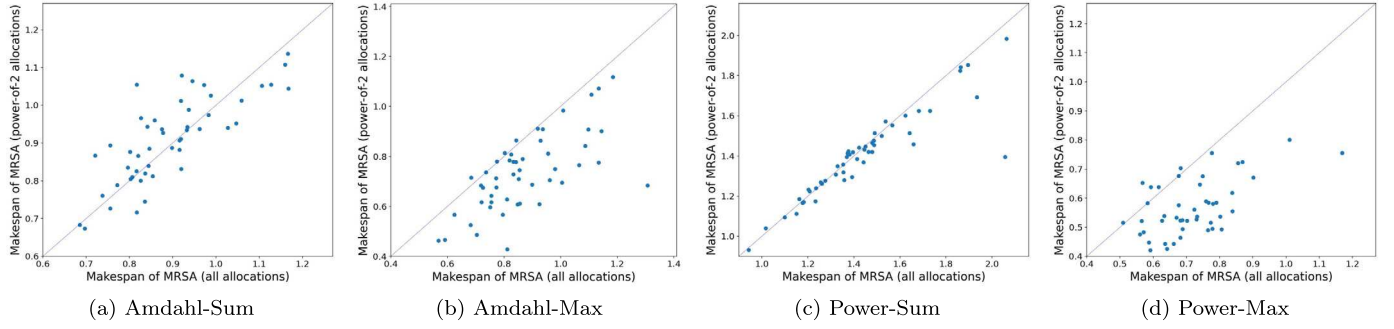 Makespan of MRSA (power-of-2 allocations)
1.2
1.1
1.0
0.9
0.8
0.7
0.6
0.6 0.7 0.8 0.9 1.0 1.1 1.2
Makespan of MRSA (all allocations)
(a) Amdahl-Sum
Makespan of MRSA (power-of-2 allocations)
1.4
1.2
1.0
0.8
0.6
0.4
0.4 0.6 0.8 1.0 1.2 1.4
Makespan of MRSA (all allocations)
(b) Amdahl-Max
Makespan of MRSA (power-of-2 allocations)
2.0
1.8
1.6
1.4
1.2
1.0
1.0 1.2 1.4 1.6 1.8 2.0
Makespan of MRSA (all allocations)
(c) Power-Sum
Makespan of MRSA (power-of-2 allocations)
1.2
1.1
1.0
0.9
0.8
0.7
0.6
0.5
0.4
0.4 0.5 0.6 0.7 0.8 0.9 1.0 1.1 1.2
Makespan of MRSA (all allocations)
(d) Power-Max